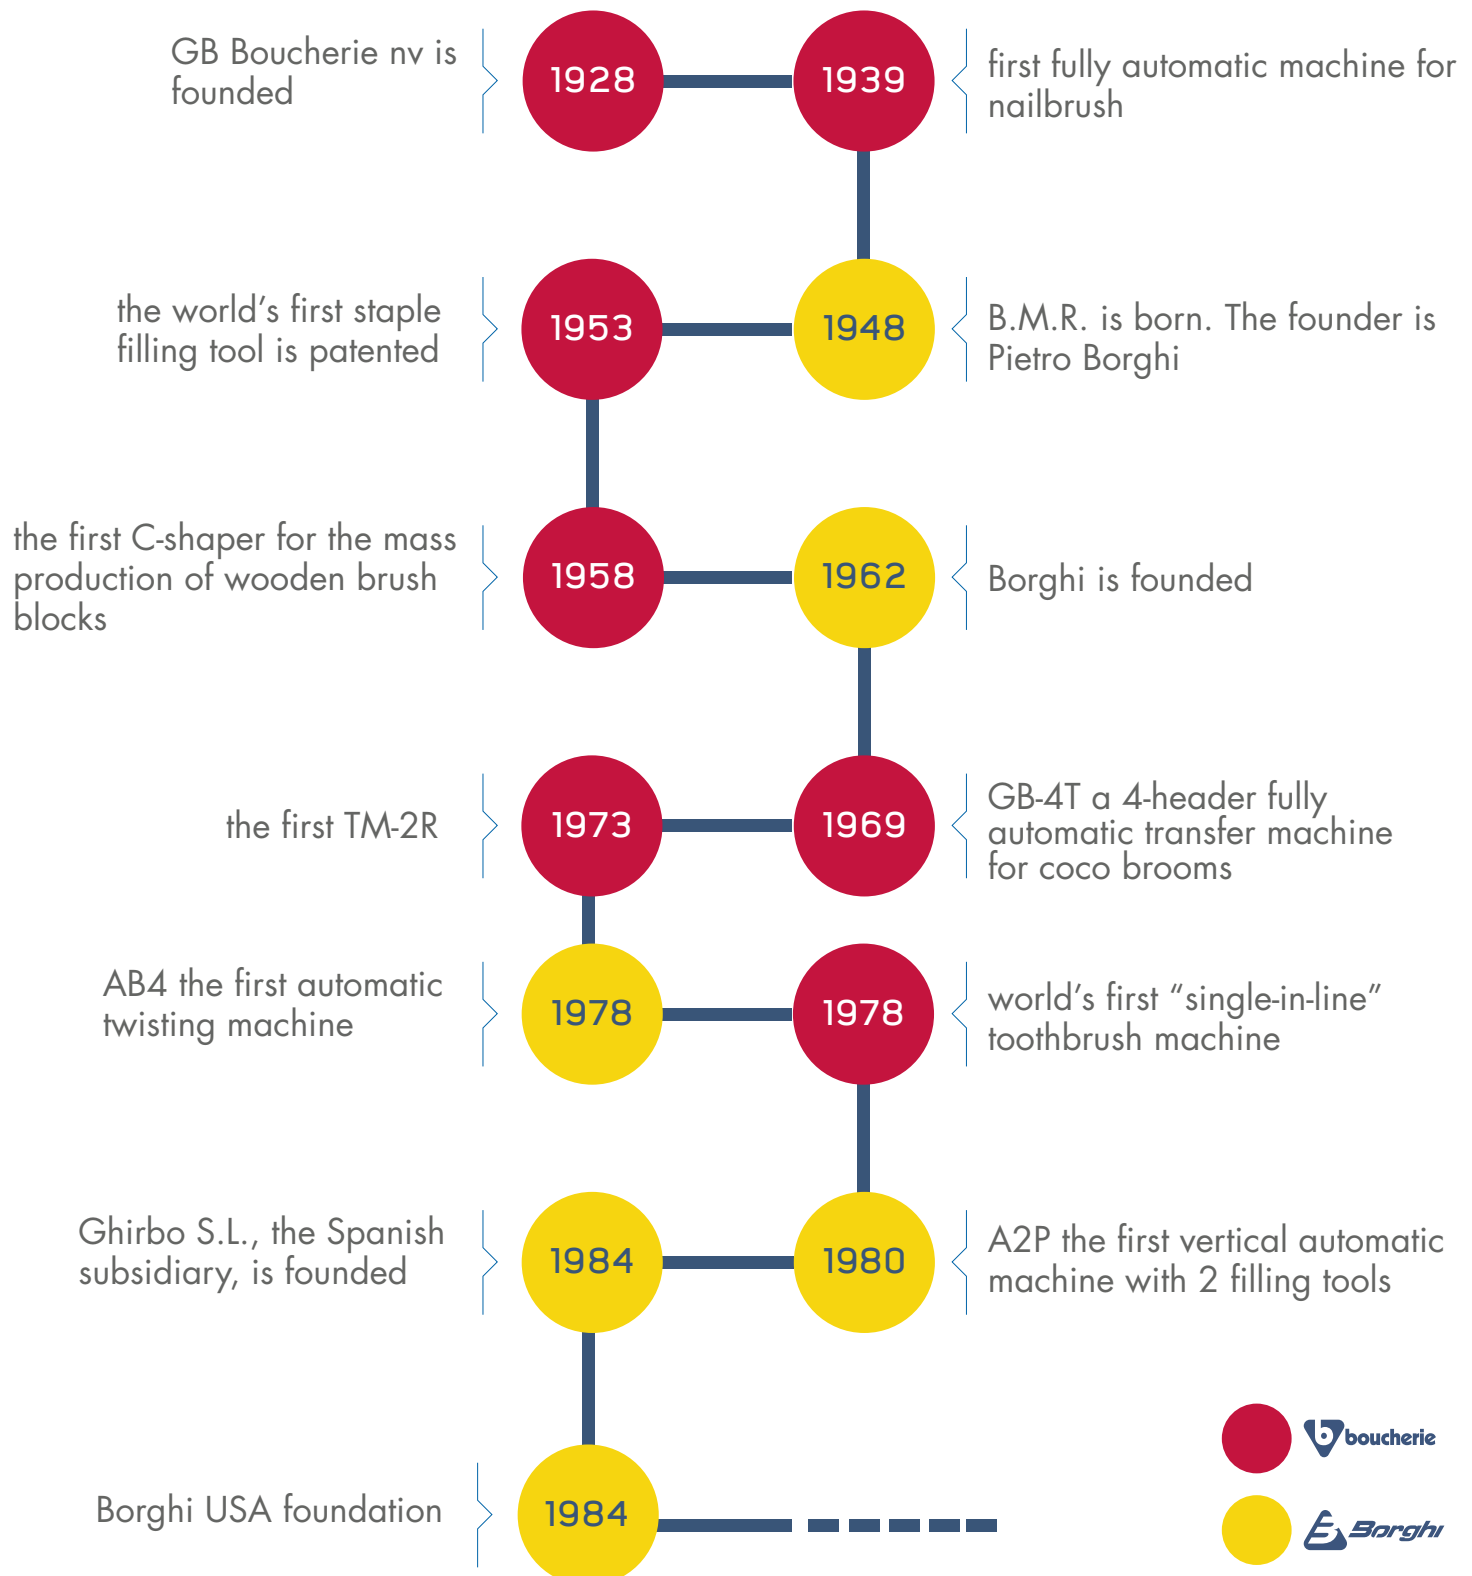 GB Boucherie nv is
founded
1928
1939
first fully automatic machine for
nailbrush
the world’s first staple
filling tool is patented
1953
1948
B.M.R. is born. The founder is
Pietro Borghi
the first C-shaper for the mass
production of wooden brush
blocks
1958
1962
Borghi is founded
the first TM-2R
1973
1969
GB-4T a 4-header fully
automatic transfer machine
for coco brooms
AB4 the first automatic
twisting machine
1978
1978
world’s first “single-in-line”
toothbrush machine
Ghirbo S.L., the Spanish
subsidiary, is founded
1984
1980
A2P the first vertical automatic
machine with 2 filling tools
Borghi USA foundation
1984
b boucherie
Borghi